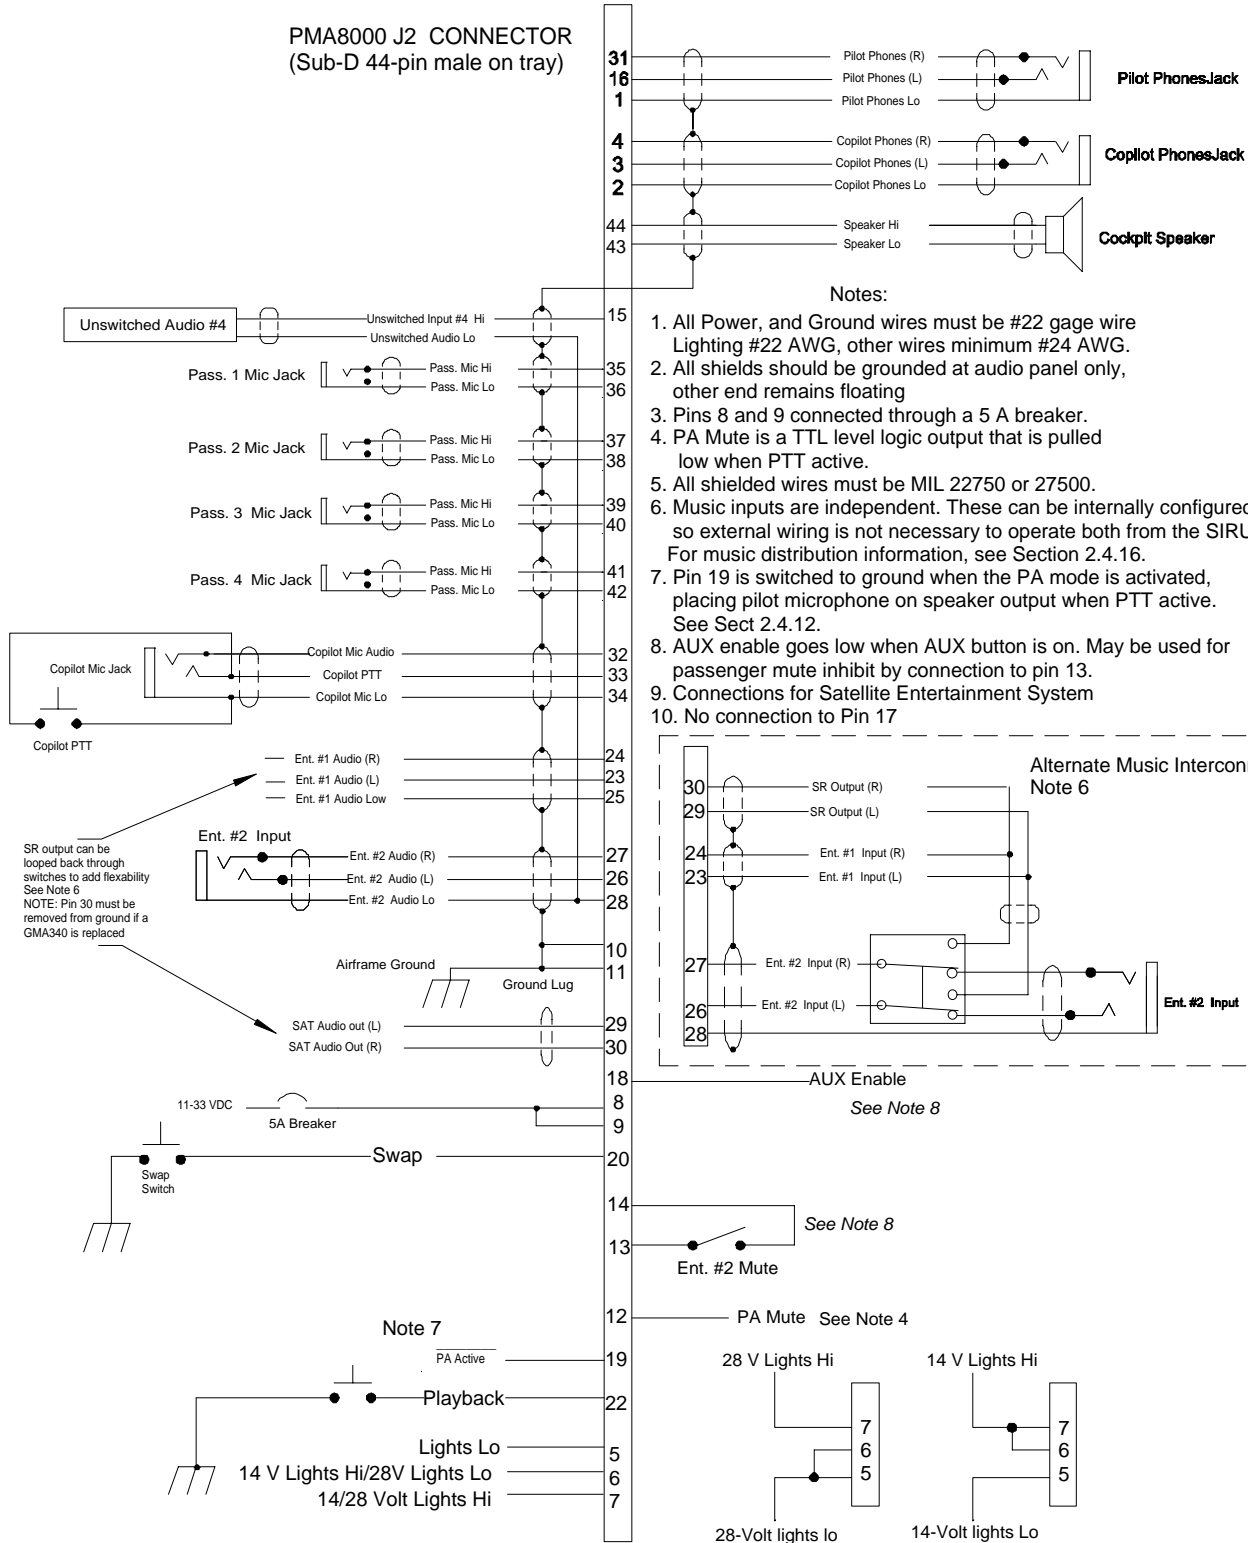 PMA8000 J2 CONNECTOR
(Sub-D 44-pin male on tray)
31
Pilot Phones (R)
16
Pilot Phones (L)
Pilot PhonesJack
1
Pilot Phones Lo
4
Copilot Phones (R)
3
Copilot Phones (L)
Copilot PhonesJack
2
Copilot Phones Lo
44
Speaker Hi
43
Speaker Lo
Cockpit Speaker
Notes:
1. All Power, and Ground wires must be #22 gage wire
Lighting #22 AWG, other wires minimum #24 AWG.
2. All shields should be grounded at audio panel only,
other end remains floating
3. Pins 8 and 9 connected through a 5 A breaker.
4. PA Mute is a TTL level logic output that is pulled
low when PTT active.
5. All shielded wires must be MIL 22750 or 27500.
6. Music inputs are independent. These can be internally configured
so external wiring is not necessary to operate both from the SIRU
For music distribution information, see Section 2.4.16.
7. Pin 19 is switched to ground when the PA mode is activated,
placing pilot microphone on speaker output when PTT active.
See Sect 2.4.12.
8. AUX enable goes low when AUX button is on. May be used for
passenger mute inhibit by connection to pin 13.
9. Connections for Satellite Entertainment System
10. No connection to Pin 17
Unswitched Audio #4
Unswitched Input #4 Hi
15
Unswitched Audio Lo
Pass. 1 Mic Jack
Pass. Mic Hi
35
Pass. Mic Lo
36
Pass. 2 Mic Jack
Pass. Mic Hi
37
Pass. Mic Lo
38
Pass. 3 Mic Jack
Pass. Mic Hi
39
Pass. Mic Lo
40
Pass. 4 Mic Jack
Pass. Mic Hi
41
Pass. Mic Lo
42
Copilot Mic Jack
Copilot Mic Audio
32
Copilot PTT
33
Copilot Mic Lo
34
Copilot PTT
Ent. #1 Audio (R)
24
Ent. #1 Audio (L)
23
Ent. #1 Audio Low
25
SR output can be
looped back through
switches to add flexability
See Note 6
NOTE: Pin 30 must be
removed from ground if a
GMA340 is replaced
Ent. #2 Input
Ent. #2 Audio (R)
27
Ent. #2 Audio (L)
26
Ent. #2 Audio Lo
28
10
Airframe Ground
11
Ground Lug
SAT Audio out (L)
29
SAT Audio Out (R)
30
Alternate Music Interconn
Note 6
30
SR Output (R)
29
SR Output (L)
24
Ent. #1 Input (R)
23
Ent. #1 Input (L)
27
Ent. #2 Input (R)
26
Ent. #2 Input (L)
28
Ent. #2 Input
18
AUX Enable
See Note 8
11-33 VDC
5A Breaker
8
9
Swap
20
Swap
Switch
14
See Note 8
13
Ent. #2 Mute
12
PA Mute See Note 4
Note 7
PA Active
19
Playback
22
Lights Lo
5
14 V Lights Hi/28V Lights Lo
6
14/28 Volt Lights Hi
7
28 V Lights Hi
7
6
5
28-Volt lights lo
14 V Lights Hi
7
6
5
14-Volt lights Lo